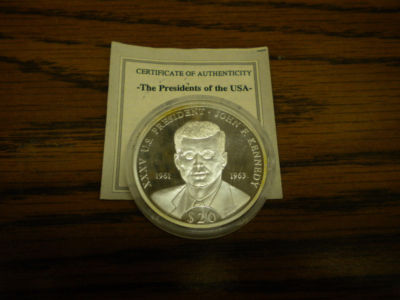 CERTIFICATE OF AUTHENTICITY
-The Presidents of the USA-
XXXV U.S. PRESIDENT · JOHN F. KENNEDY
1961 1963
$20